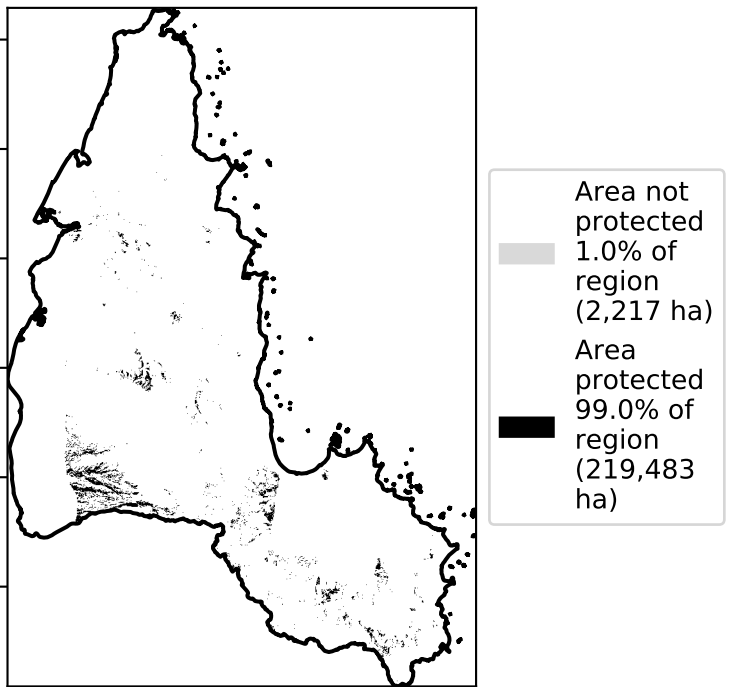 Area not
protected
1.0% of
region
(2,217 ha)
Area
protected
99.0% of
region
(219,483
ha)